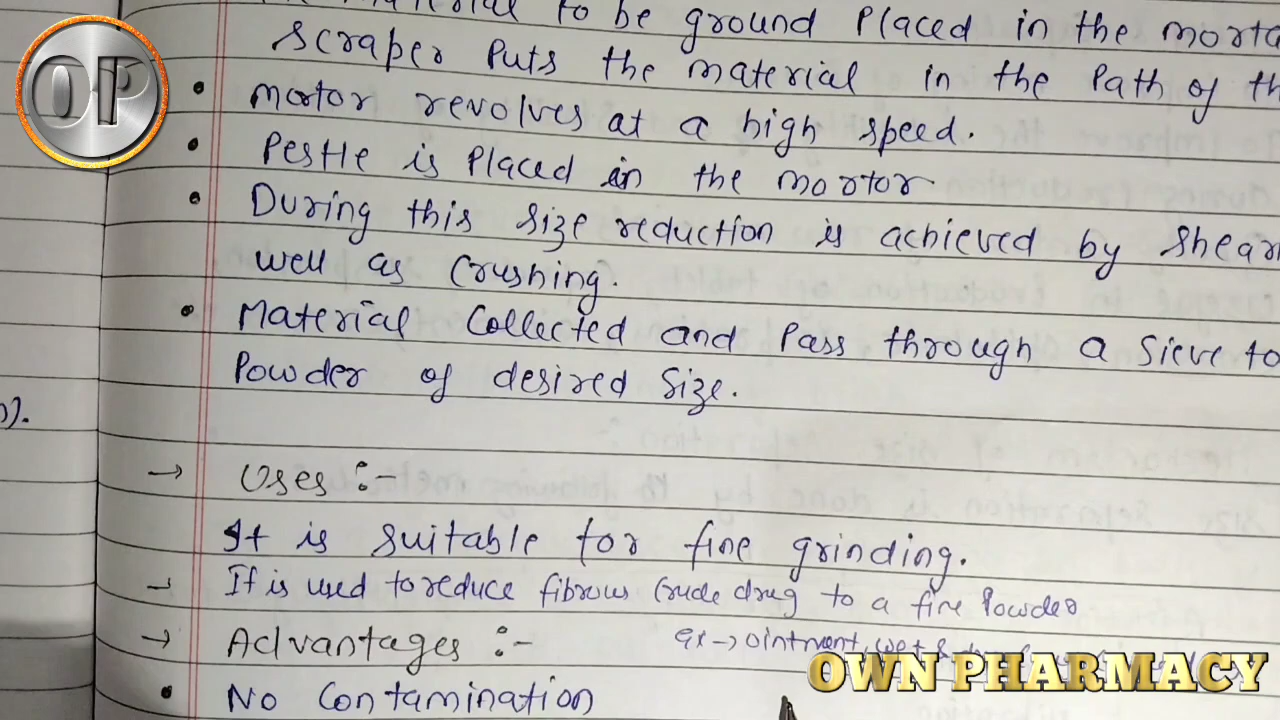 OP
material to be ground Placed in the morta
Scraper Puts the material in the Path of th
• mortor revolves at a high speed.
• Pestle is Placed in the mortor
• During this size reduction is achieved by shear
well as Crushing.
• Material Collected and Pass through a sieve to
Powder of desired size.
→ Uses :-
It is suitable for fine grinding.
→ It is used to reduce fibrous Crude drug to a fine Powder
→ Advantages :-
ex → ointment, wet &
• No Contamination
OWN PHARMACY